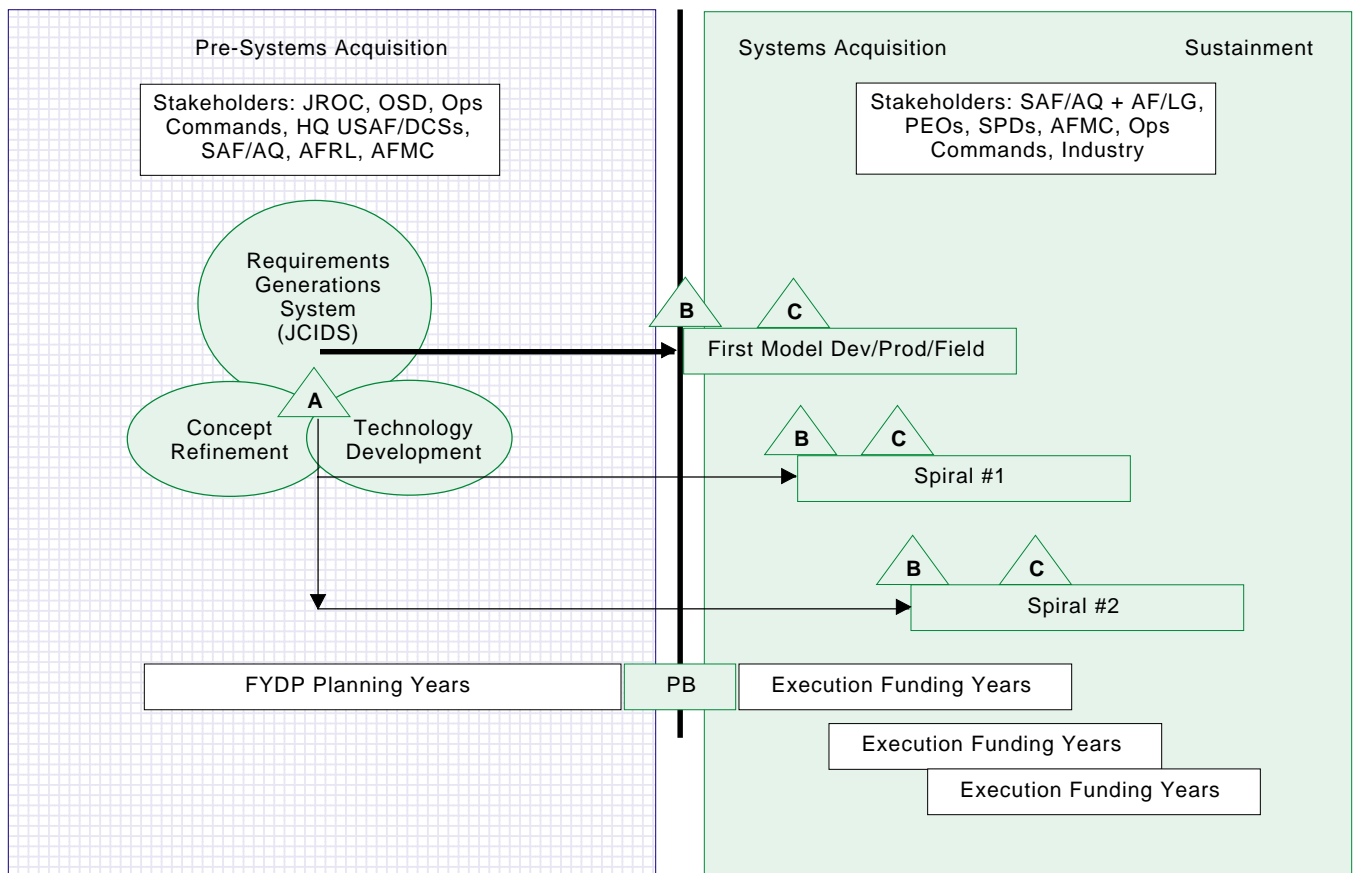 Pre-Systems Acquisition
Stakeholders: JROC, OSD, Ops
Commands, HQ USAF/DCSs,
SAF/AQ, AFRL, AFMC
Requirements
Generations
System
(JCIDS)
A
Concept
Refinement
Technology
Development
Systems Acquisition
Sustainment
Stakeholders: SAF/AQ + AF/LG,
PEOs, SPDs, AFMC, Ops
Commands, Industry
B
C
First Model Dev/Prod/Field
B
C
Spiral #1
B
C
Spiral #2
FYDP Planning Years
PB
Execution Funding Years
Execution Funding Years
Execution Funding Years